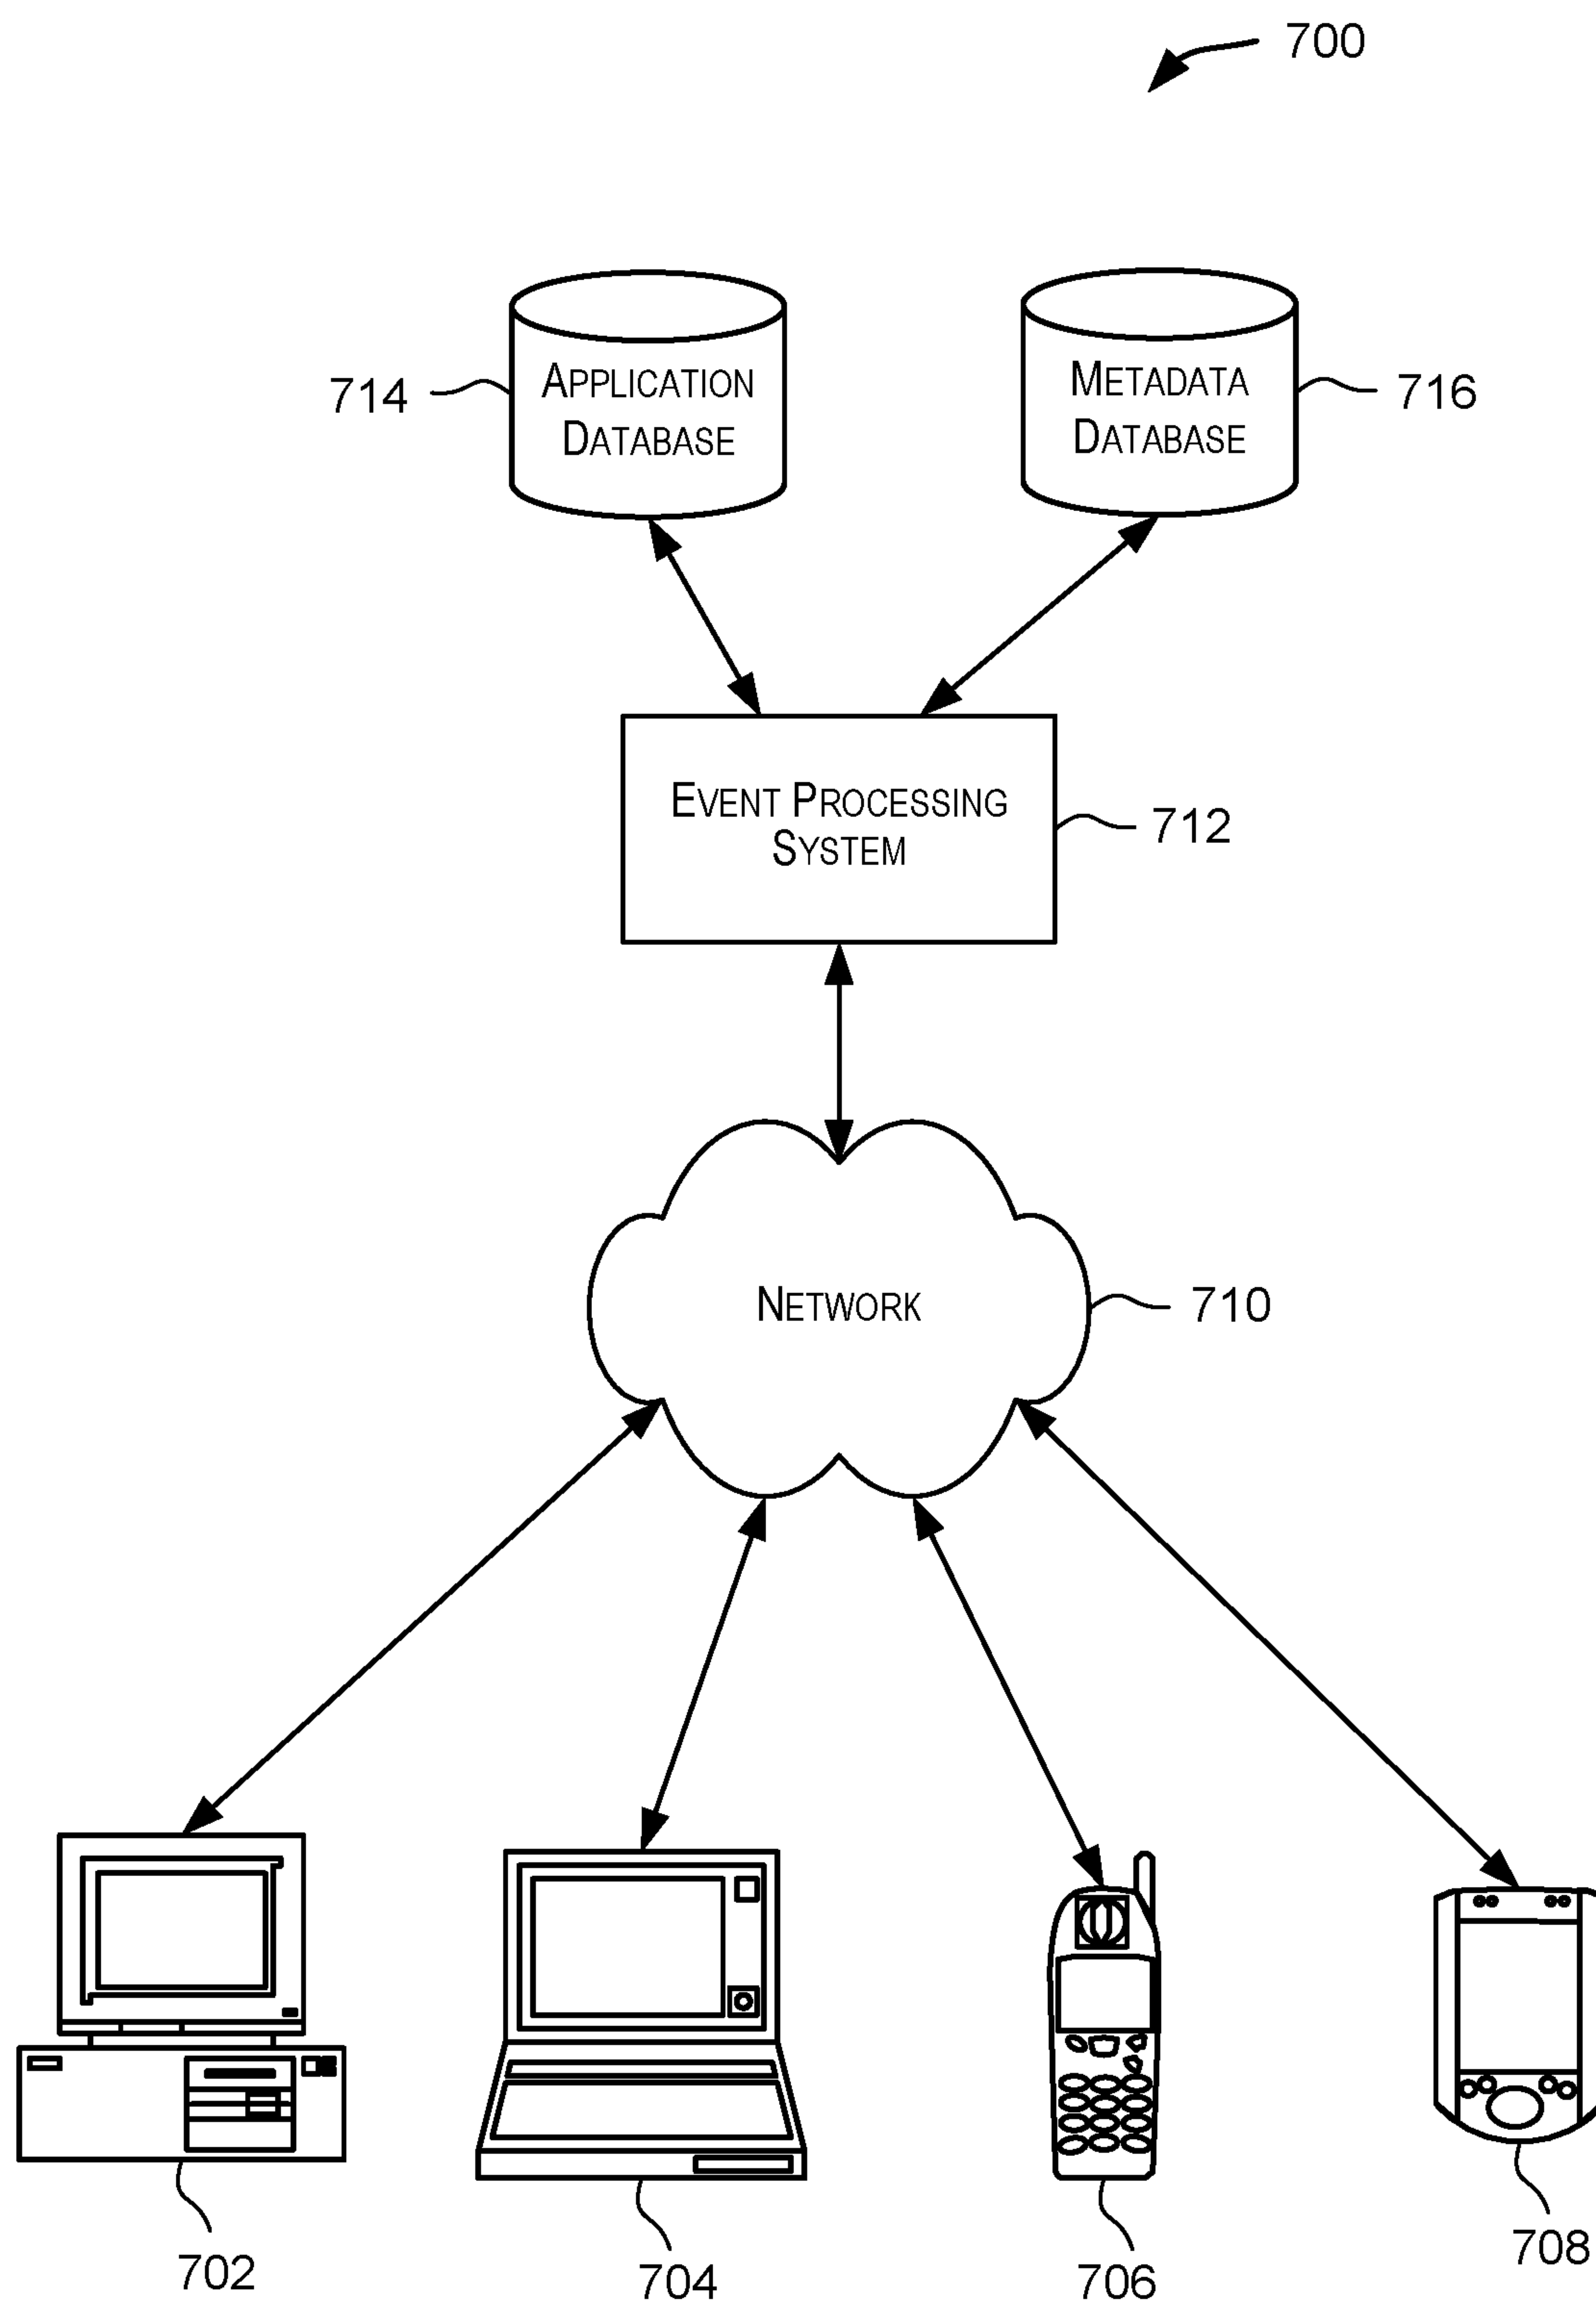 700
APPLICATION
DATABASE
714
METADATA
DATABASE
716
EVENT PROCESSING
SYSTEM
712
NETWORK
710
702
704
706
708